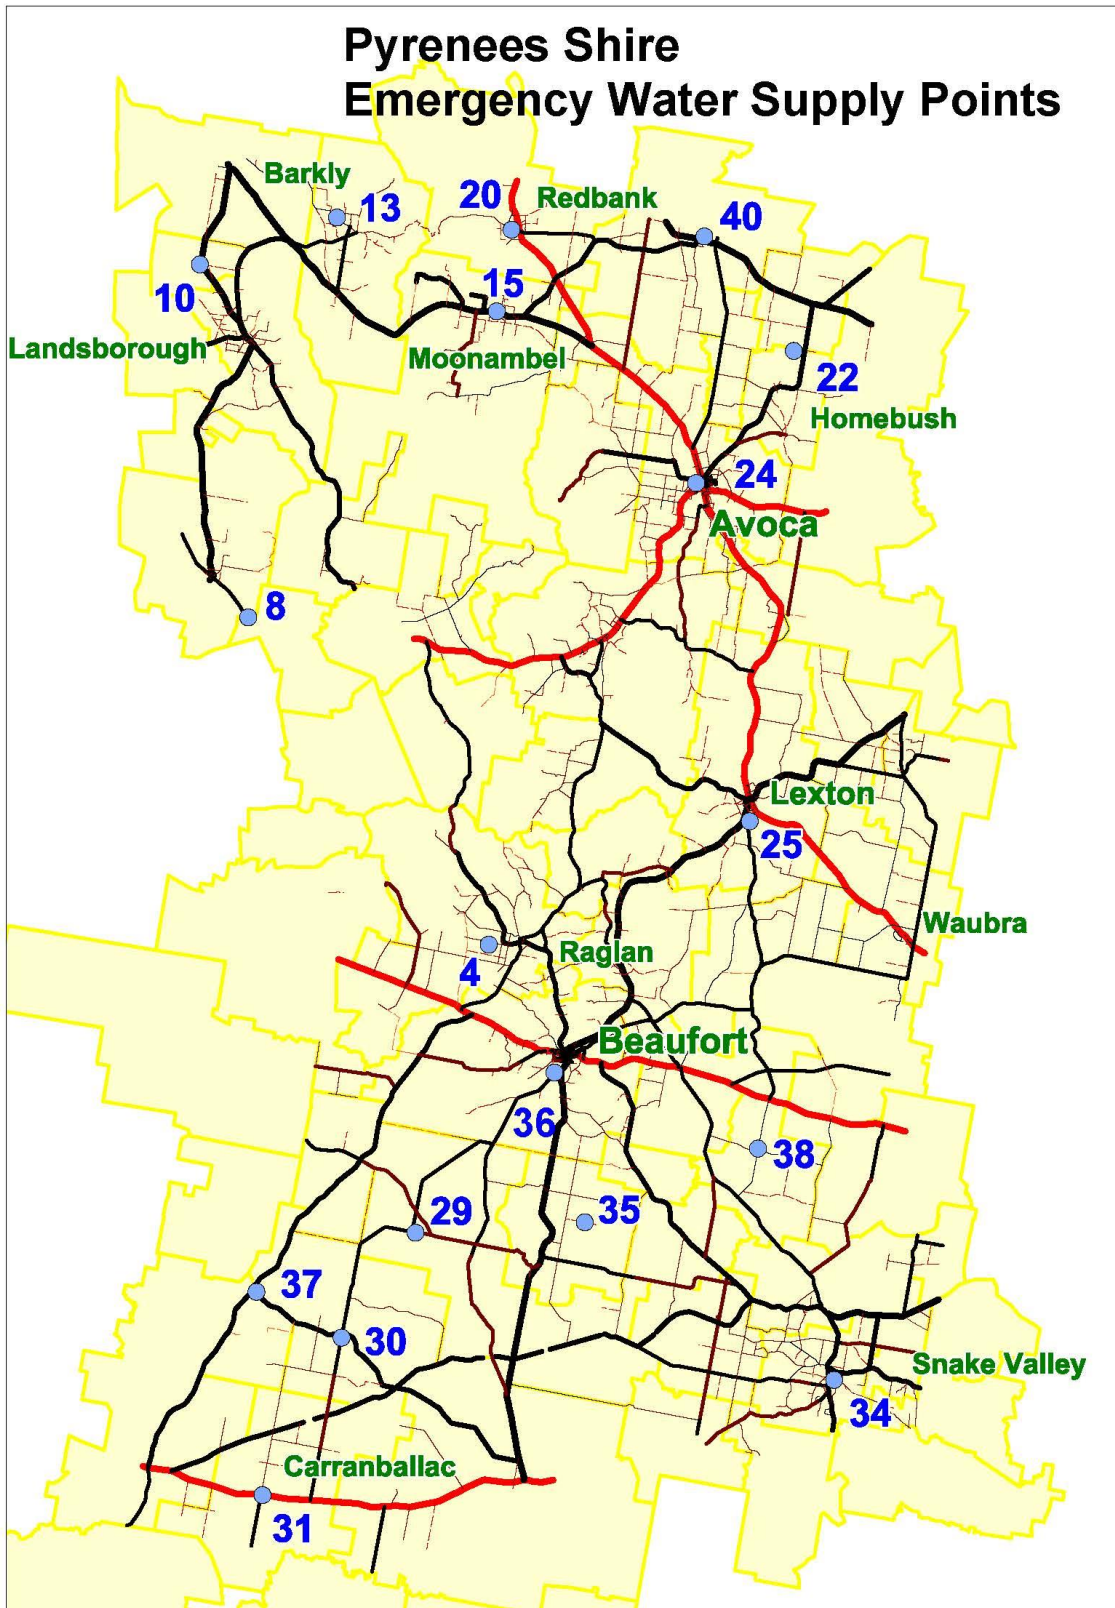 Pyrenees Shire
Emergency Water Supply Points
Barkly
13
20
Redbank
40
10
15
Landsborough
Moonambel
22
Homebush
24
Avoca
8
Lexton
25
Waubra
Raglan
4
Beaufort
36
38
29
35
37
30
Snake Valley
34
Carranballac
31